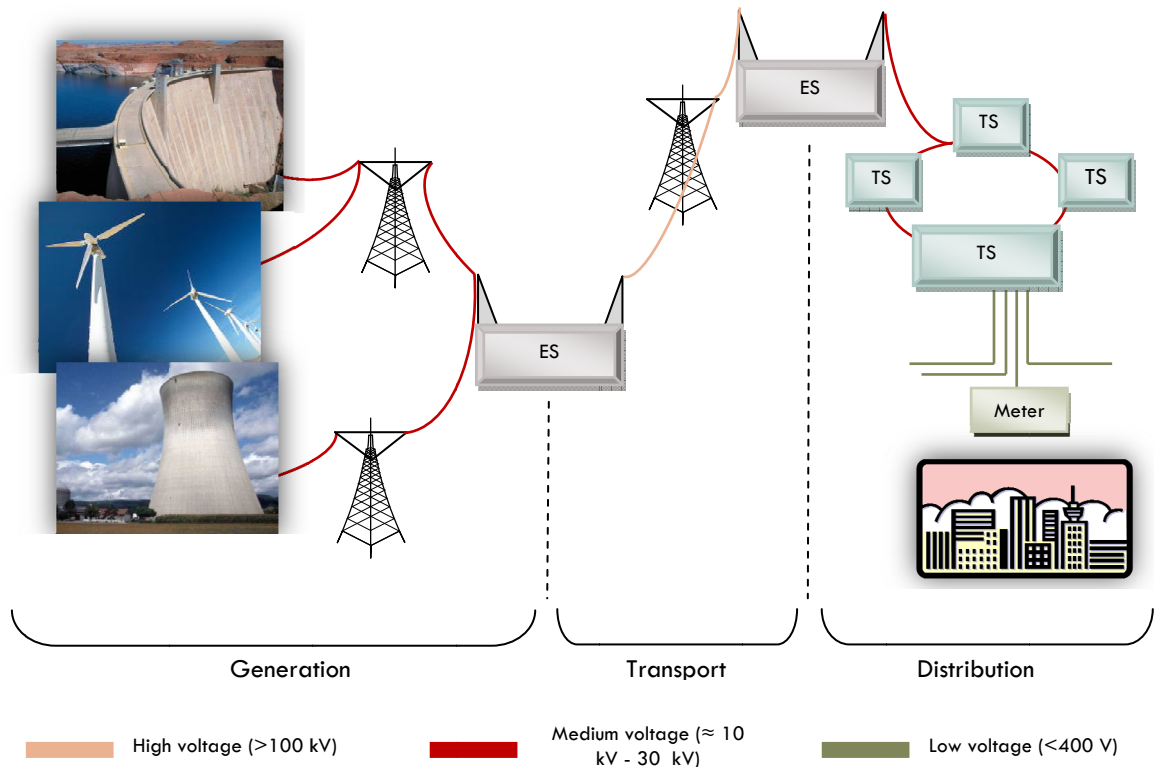 ES
TS
TS
TS
TS
ES
Meter
Generation
Transport
Distribution
High voltage (>100 kV)
Medium voltage (≈ 10
kV - 30  kV)
Low voltage (<400 V)